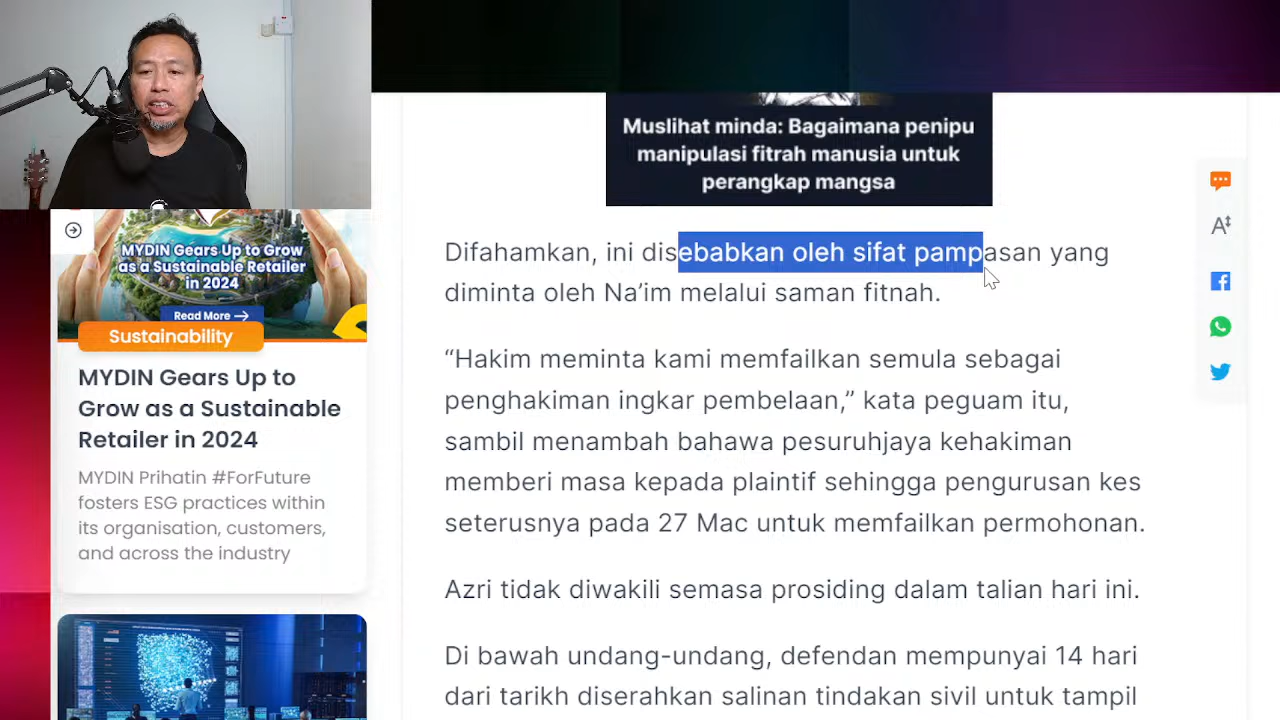 Muslihat minda: Bagaimana penipu
manipulasi fitrah manusia untuk
perangkap mangsa
Difahamkan, ini disebabkan oleh sifat pampasan yang
diminta oleh Na’im melalui saman fitnah.
“Hakim meminta kami memfailkan semula sebagai
penghakiman ingkar pembelaan,” kata peguam itu,
sambil menambah bahawa pesuruhjaya kehakiman
memberi masa kepada plaintif sehingga pengurusan kes
seterusnya pada 27 Mac untuk memfailkan permohonan.
Azri tidak diwakili semasa prosiding dalam talian hari ini.
Di bawah undang-undang, defendan mempunyai 14 hari
dari tarikh diserahkan salinan tindakan sivil untuk tampil
MYDIN Gears Up to Grow
as a Sustainable Retailer
in 2024
Read More →
Sustainability
MYDIN Gears Up to
Grow as a Sustainable
Retailer in 2024
MYDIN Prihatin #ForFuture
fosters ESG practices within
its organisation, customers,
and across the industry
A